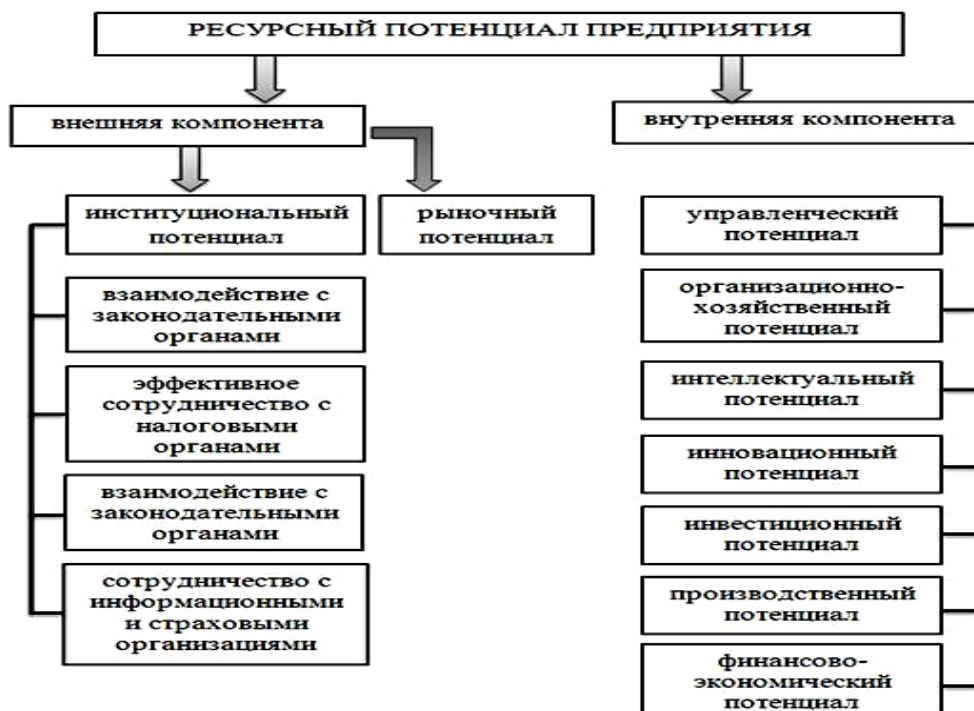 РЕСУРСНЫЙ ПОТЕНЦИАЛ ПРЕДПРИЯТИЯ
внешняя компонента
внутренняя компонента
институциональный
потенциал
рыночный
потенциал
взаимодействие с
законодательными
органами
эффективное
сотрудничество с
налоговыми
органами
взаимодействие с
законодательными
органами
сотрудничество с
информационными
и страховыми
организациями
управленческий
потенциал
организационно-
хозяйственный
потенциал
интеллектуальный
потенциал
инновационный
потенциал
инвестиционный
потенциал
производственный
потенциал
финансово-
экономический
потенциал